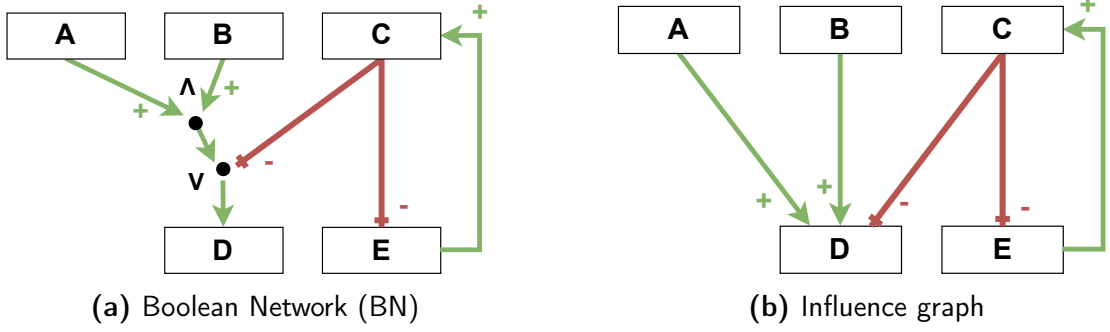 + +
A B C A B C
Λ
+ +
- -
V
- + + - -
D E D E
(a) Boolean Network (BN) (b) Influence graph